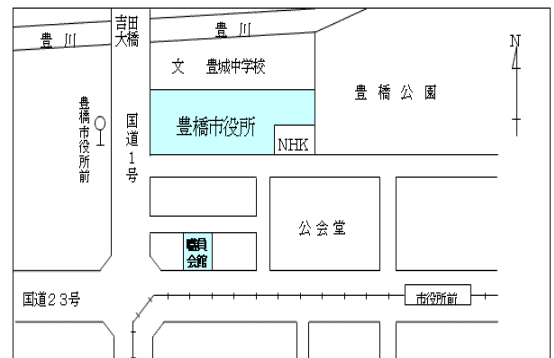 吉田
大橋
豊川
豊川
N
文 豊城中学校
豊橋公園
豊橋市役所
NHK
豊橋市役所前
国道1号
公会堂
職員
会館
国道23号
市役所前